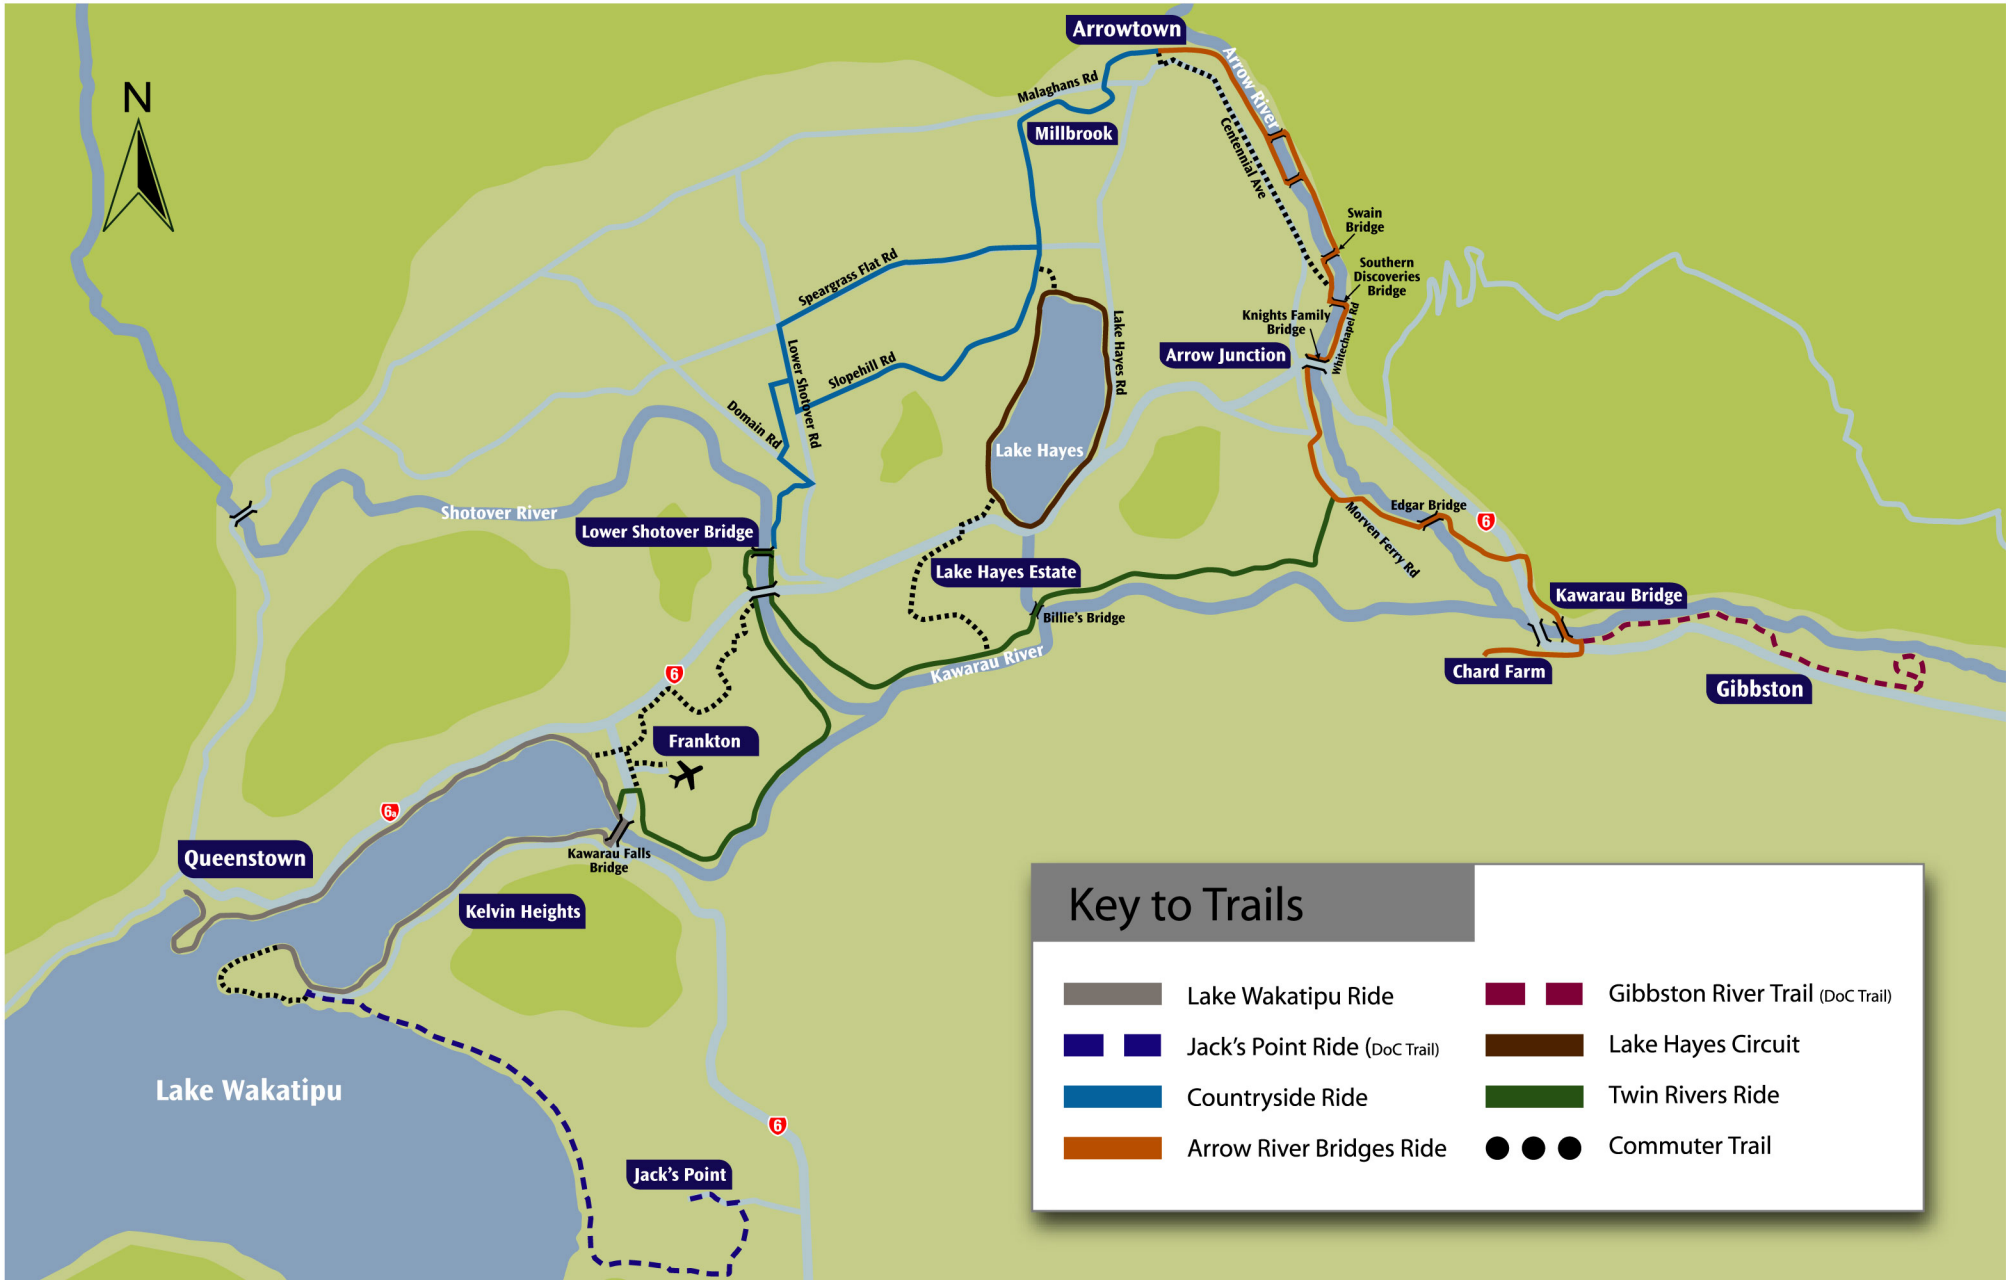 Arrowtown
N
Arrow River
Malaghans Rd
Millbrook
Centennial Ave
Swain
Bridge
Southern
Discoveries
Bridge
Speargrass Flat Rd
Knights Family
Bridge
Whitechapel Rd
Lake Hayes Rd
Arrow Junction
Lower Shotover Rd
Slopehill Rd
Domain Rd
Lake Hayes
Shotover River
Edgar Bridge
6
Lower Shotover Bridge
Morven Ferry Rd
Lake Hayes Estate
Kawarau Bridge
Billie's Bridge
Kawarau River
6
Chard Farm
Gibbston
Frankton
6a
Queenstown
Kawarau Falls
Bridge
Kelvin Heights
Lake Wakatipu
6
Jack's Point
Key to Trails
Lake Wakatipu Ride
Jack's Point Ride (DoC Trail)
Countryside Ride
Arrow River Bridges Ride
Gibbston River Trail (DoC Trail)
Lake Hayes Circuit
Twin Rivers Ride
Commuter Trail